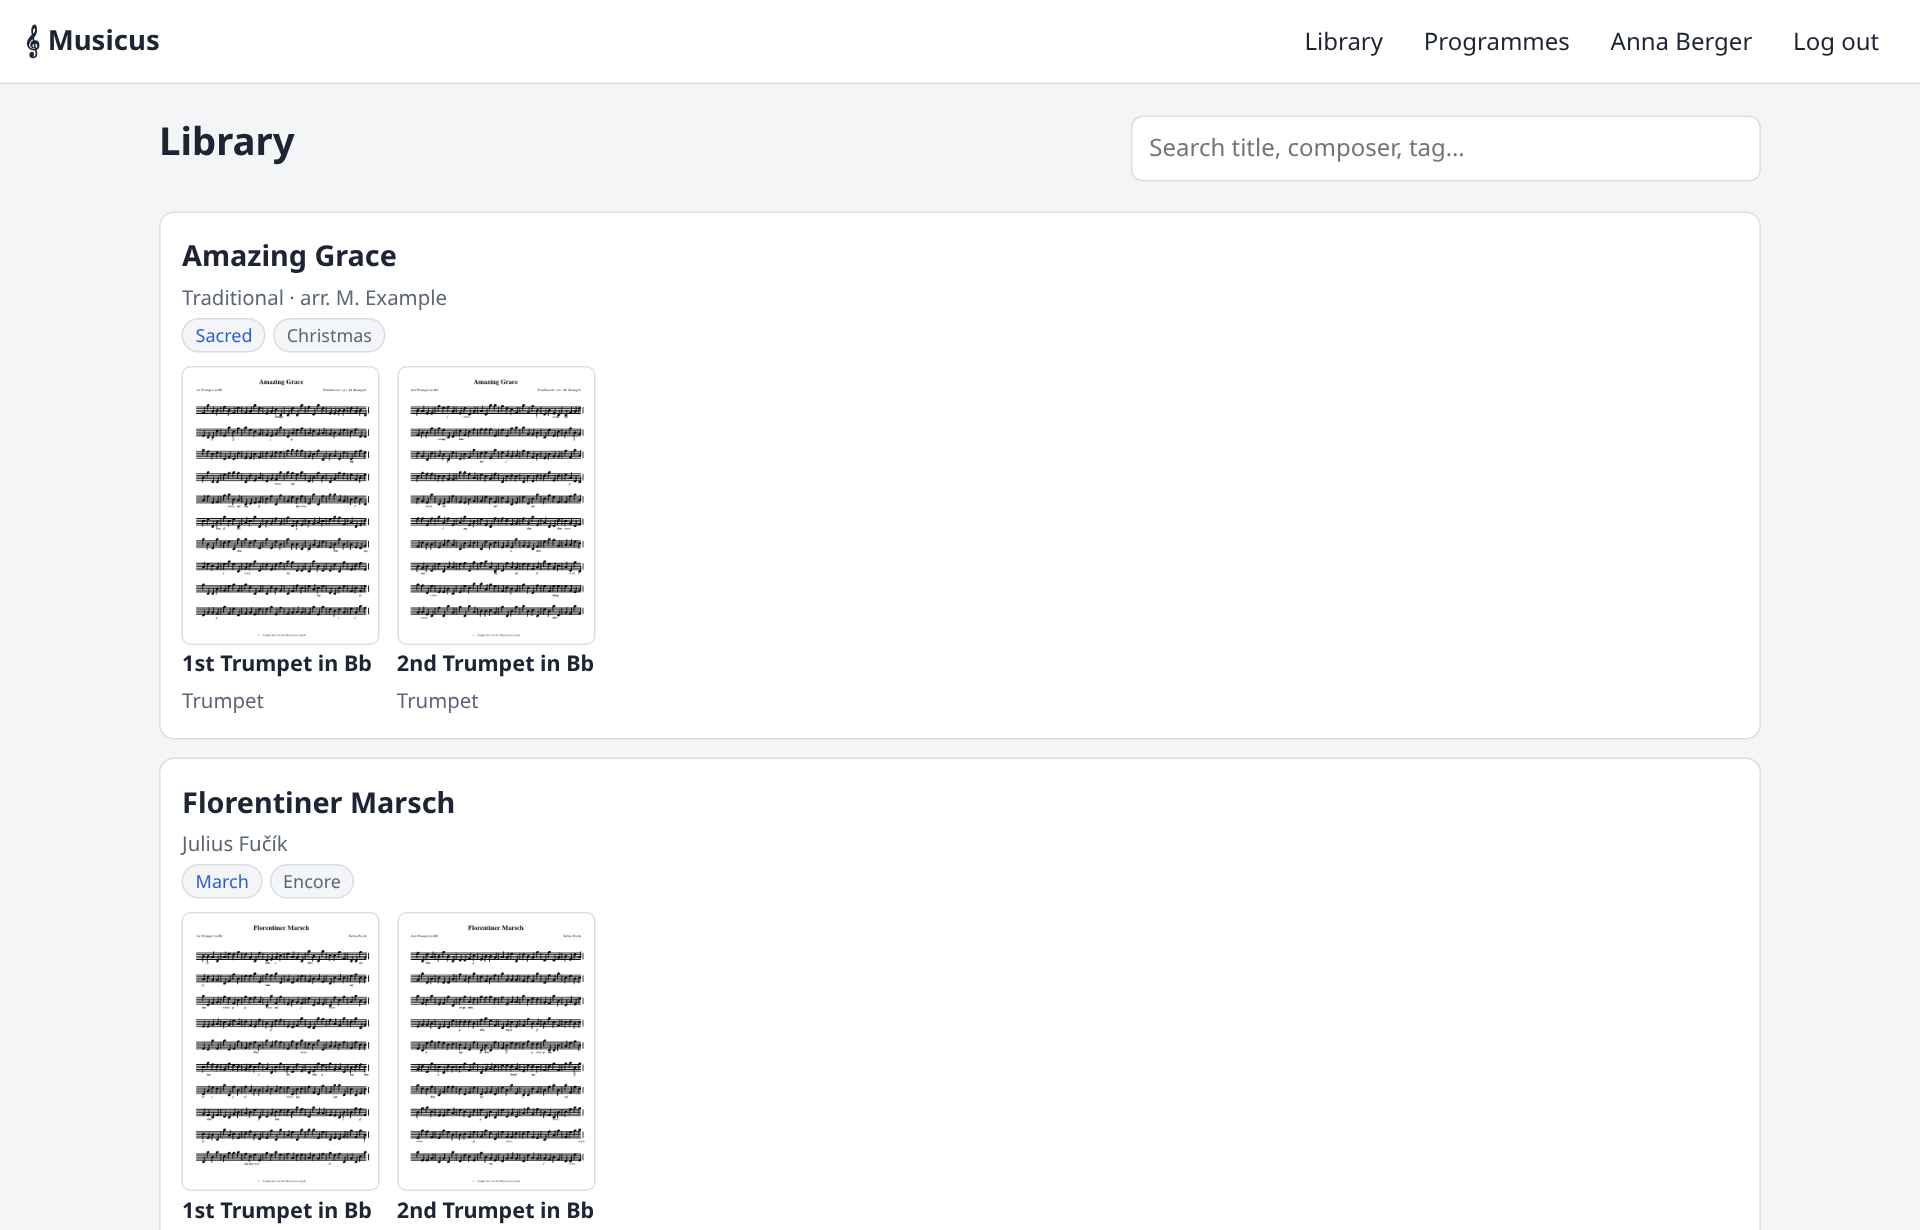 Musicus
Library
Programmes
Anna Berger
Log out
Library
Search title, composer, tag...
Amazing Grace
Traditional · arr. M. Example
Sacred
Christmas
Amazing Grace
Amazing Grace
1st Trumpet in Bb
2nd Trumpet in Bb
Trumpet
Trumpet
Florentiner Marsch
Julius Fučík
March
Encore
Florentiner Marsch
Florentiner Marsch
1st Trumpet in Bb
2nd Trumpet in Bb